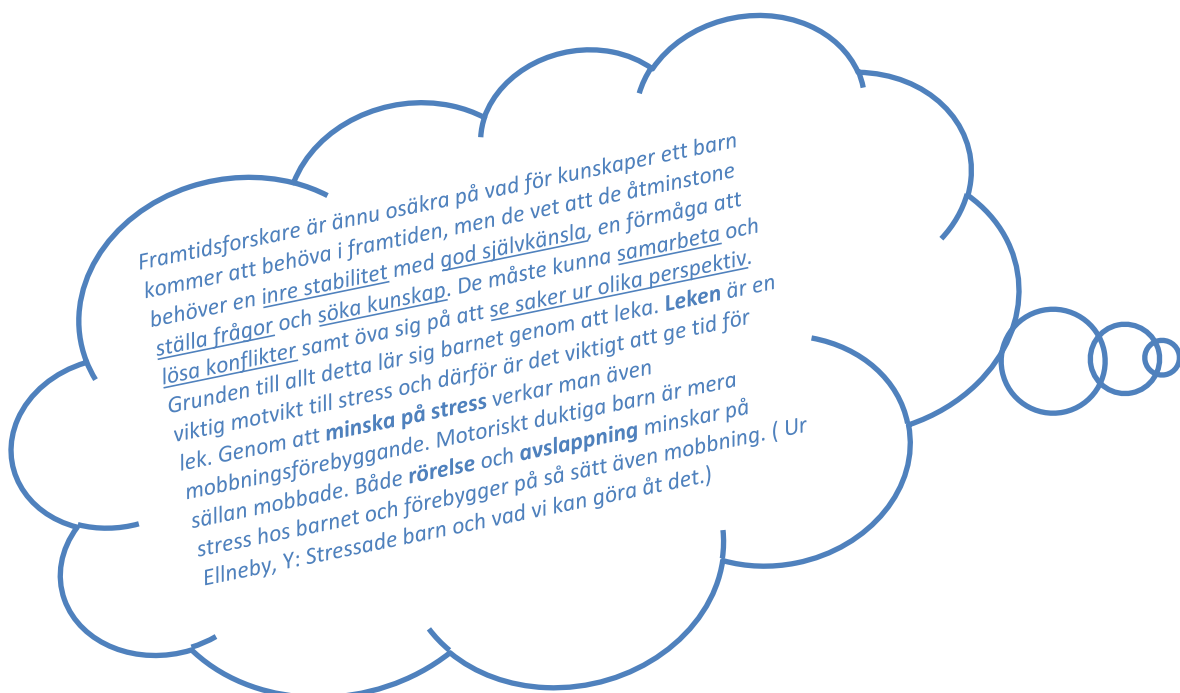 Framtidsforskare är ännu osäkra på vad för kunskaper ett barn
kommer att behöva i framtiden, men de vet att de åtminstone
behöver en inre stabilitet med god självkänsla, en förmåga att
ställa frågor och söka kunskap. De måste kunna samarbeta och
lösa konflikter samt öva sig på att se saker ur olika perspektiv.
Grunden till allt detta lär sig barnet genom att leka. Leken är en
viktig motvikt till stress och därför är det viktigt att ge tid för
lek. Genom att minska på stress verkar man även
mobbningsförebyggande. Motoriskt duktiga barn är mera
sällan mobbade. Både rörelse och avslappning minskar på
stress hos barnet och förebygger på så sätt även mobbning. ( Ur
Ellneby, Y: Stressade barn och vad vi kan göra åt det.)